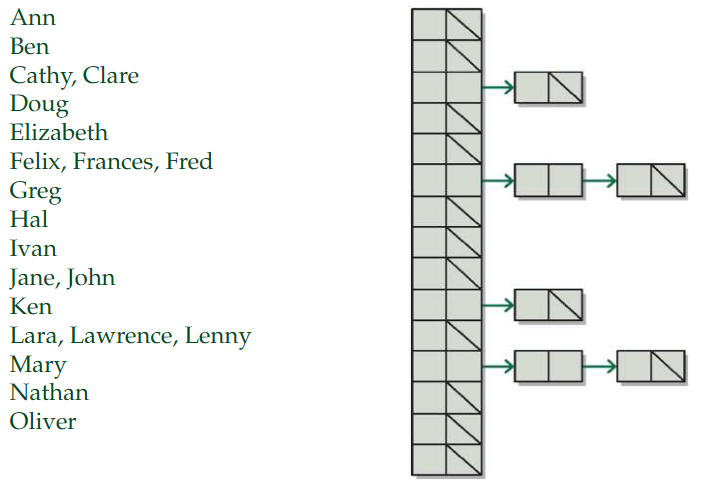 Ann
Ben
Cathy, Clare
Doug
Elizabeth
Felix, Frances, Fred
Greg
Hal
Ivan
Jane, John
Ken
Lara, Lawrence, Lenny
Mary
Nathan
Oliver